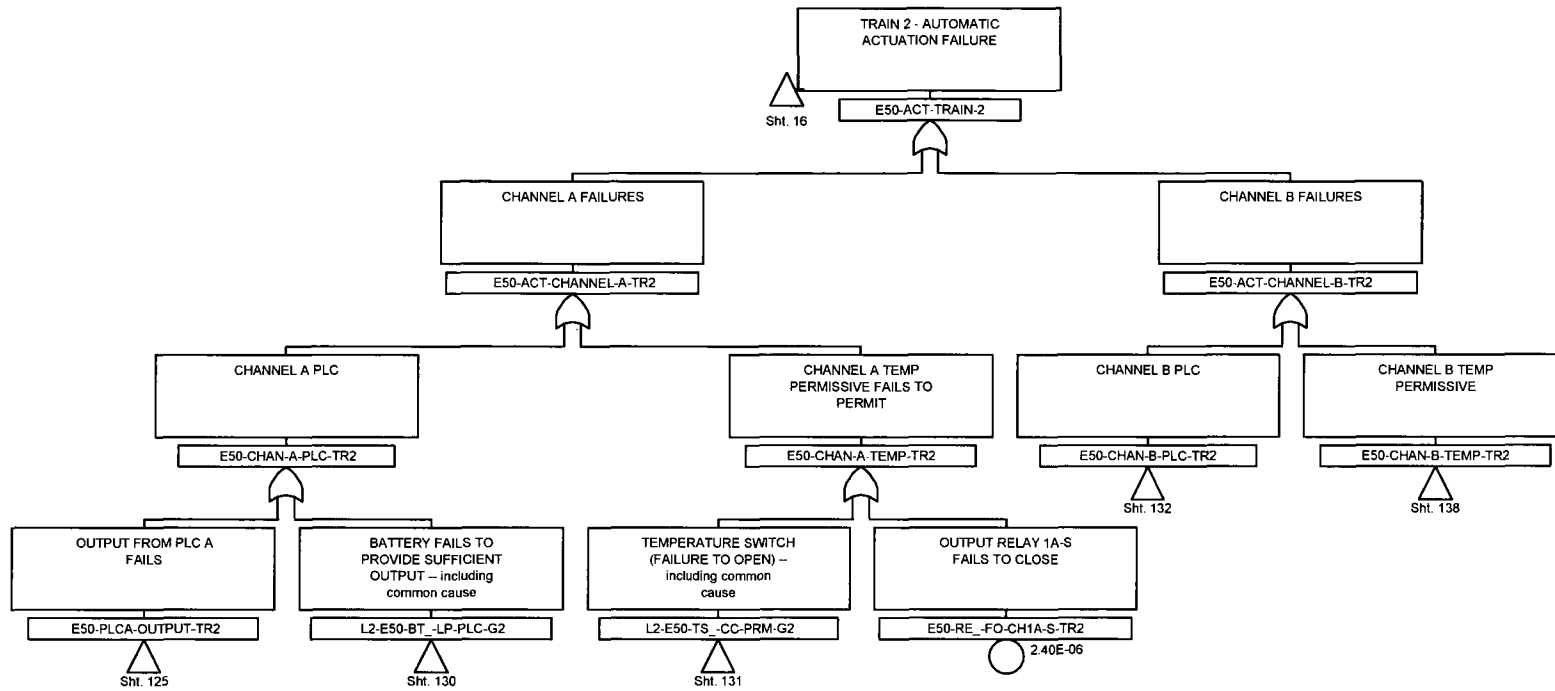 TRAIN 2 - AUTOMATIC
ACTUATION FAILURE
Sht. 16
E50-ACT-TRAIN-2
CHANNEL A FAILURES
E50-ACT-CHANNEL-A-TR2
CHANNEL B FAILURES
E50-ACT-CHANNEL-B-TR2
CHANNEL A PLC
E50-CHAN-A-PLC-TR2
CHANNEL A TEMP
PERMISSIVE FAILS TO
PERMIT
E50-CHAN-A-TEMP-TR2
CHANNEL B PLC
E50-CHAN-B-PLC-TR2
Sht. 132
CHANNEL B TEMP
PERMISSIVE
E50-CHAN-B-TEMP-TR2
Sht. 138
OUTPUT FROM PLC A
FAILS
E50-PLCA-OUTPUT-TR2
Sht. 125
BATTERY FAILS TO
PROVIDE SUFFICIENT
OUTPUT -- including
common cause
L2-E50-BT_-LP-PLC-G2
Sht. 130
TEMPERATURE SWITCH
(FAILURE TO OPEN) --
including common
cause
L2-E50-TS_-CC-PRM-G2
Sht. 131
OUTPUT RELAY 1A-S
FAILS TO CLOSE
E50-RE_-FO-CH1A-S-TR2
2.40E-06